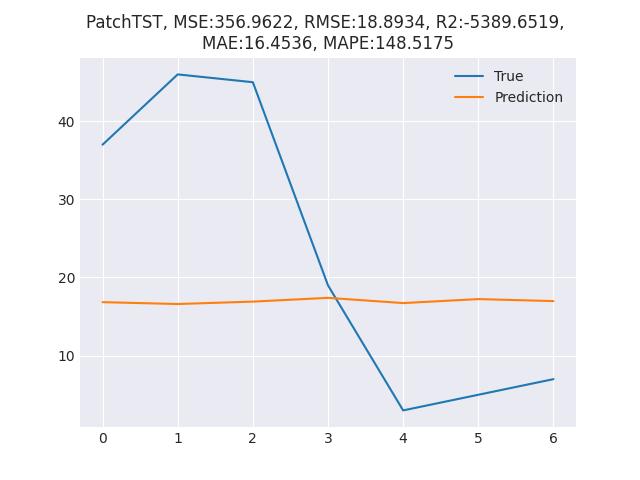 PatchTST, MSE:356.9622, RMSE:18.8934, R2:-5389.6519,
MAE:16.4536, MAPE:148.5175
True
Prediction
40
30
20
10
0 1 2 3 4 5 6